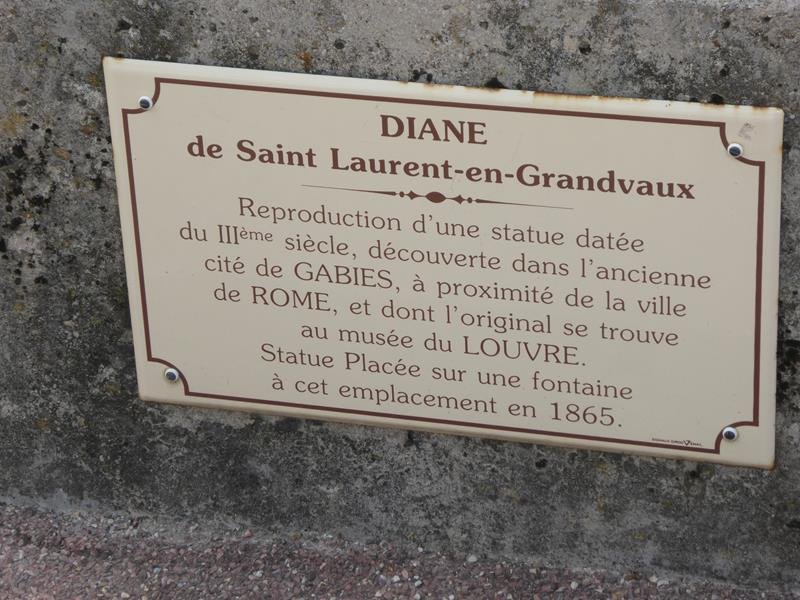 DIANE
de Saint Laurent-en-Grandvaux
Reproduction d'une statue datée
du IIIème siècle, découverte dans l'ancienne
cité de GABIES, à proximité de la ville
de ROME, et dont l'original se trouve
au musée du LOUVRE.
Statue Placée sur une fontaine
à cet emplacement en 1865.